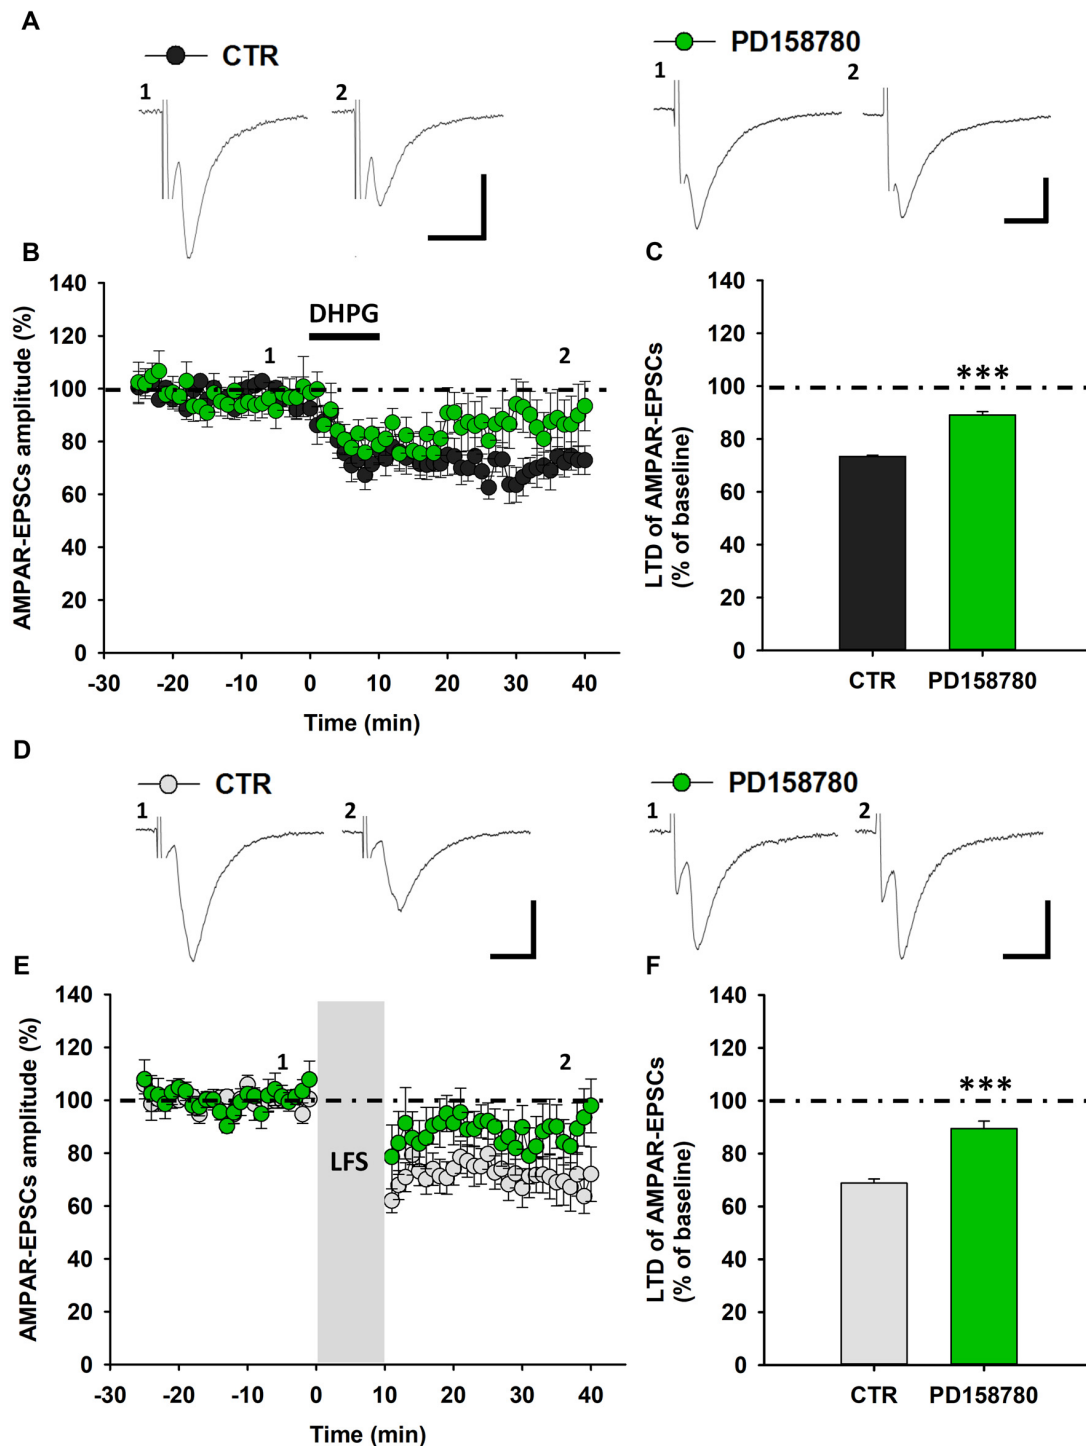 A
CTR
PD158780
1
2
1
2
B
AMPAR-EPSCs amplitude (%)
140
120
100
80
60
40
20
0
DHPG
1
2
-30
-20
-10
0
10
20
30
40
Time (min)
C
LTD of AMPAR-EPSCs
(% of baseline)
140
120
100
80
60
40
20
0
***
CTR
PD158780
D
CTR
PD158780
1
2
1
2
E
AMPAR-EPSCs amplitude (%)
140
120
100
80
60
40
20
0
1
2
LFS
-30
-20
-10
0
10
20
30
40
Time (min)
F
LTD of AMPAR-EPSCs
(% of baseline)
140
120
100
80
60
40
20
0
***
CTR
PD158780